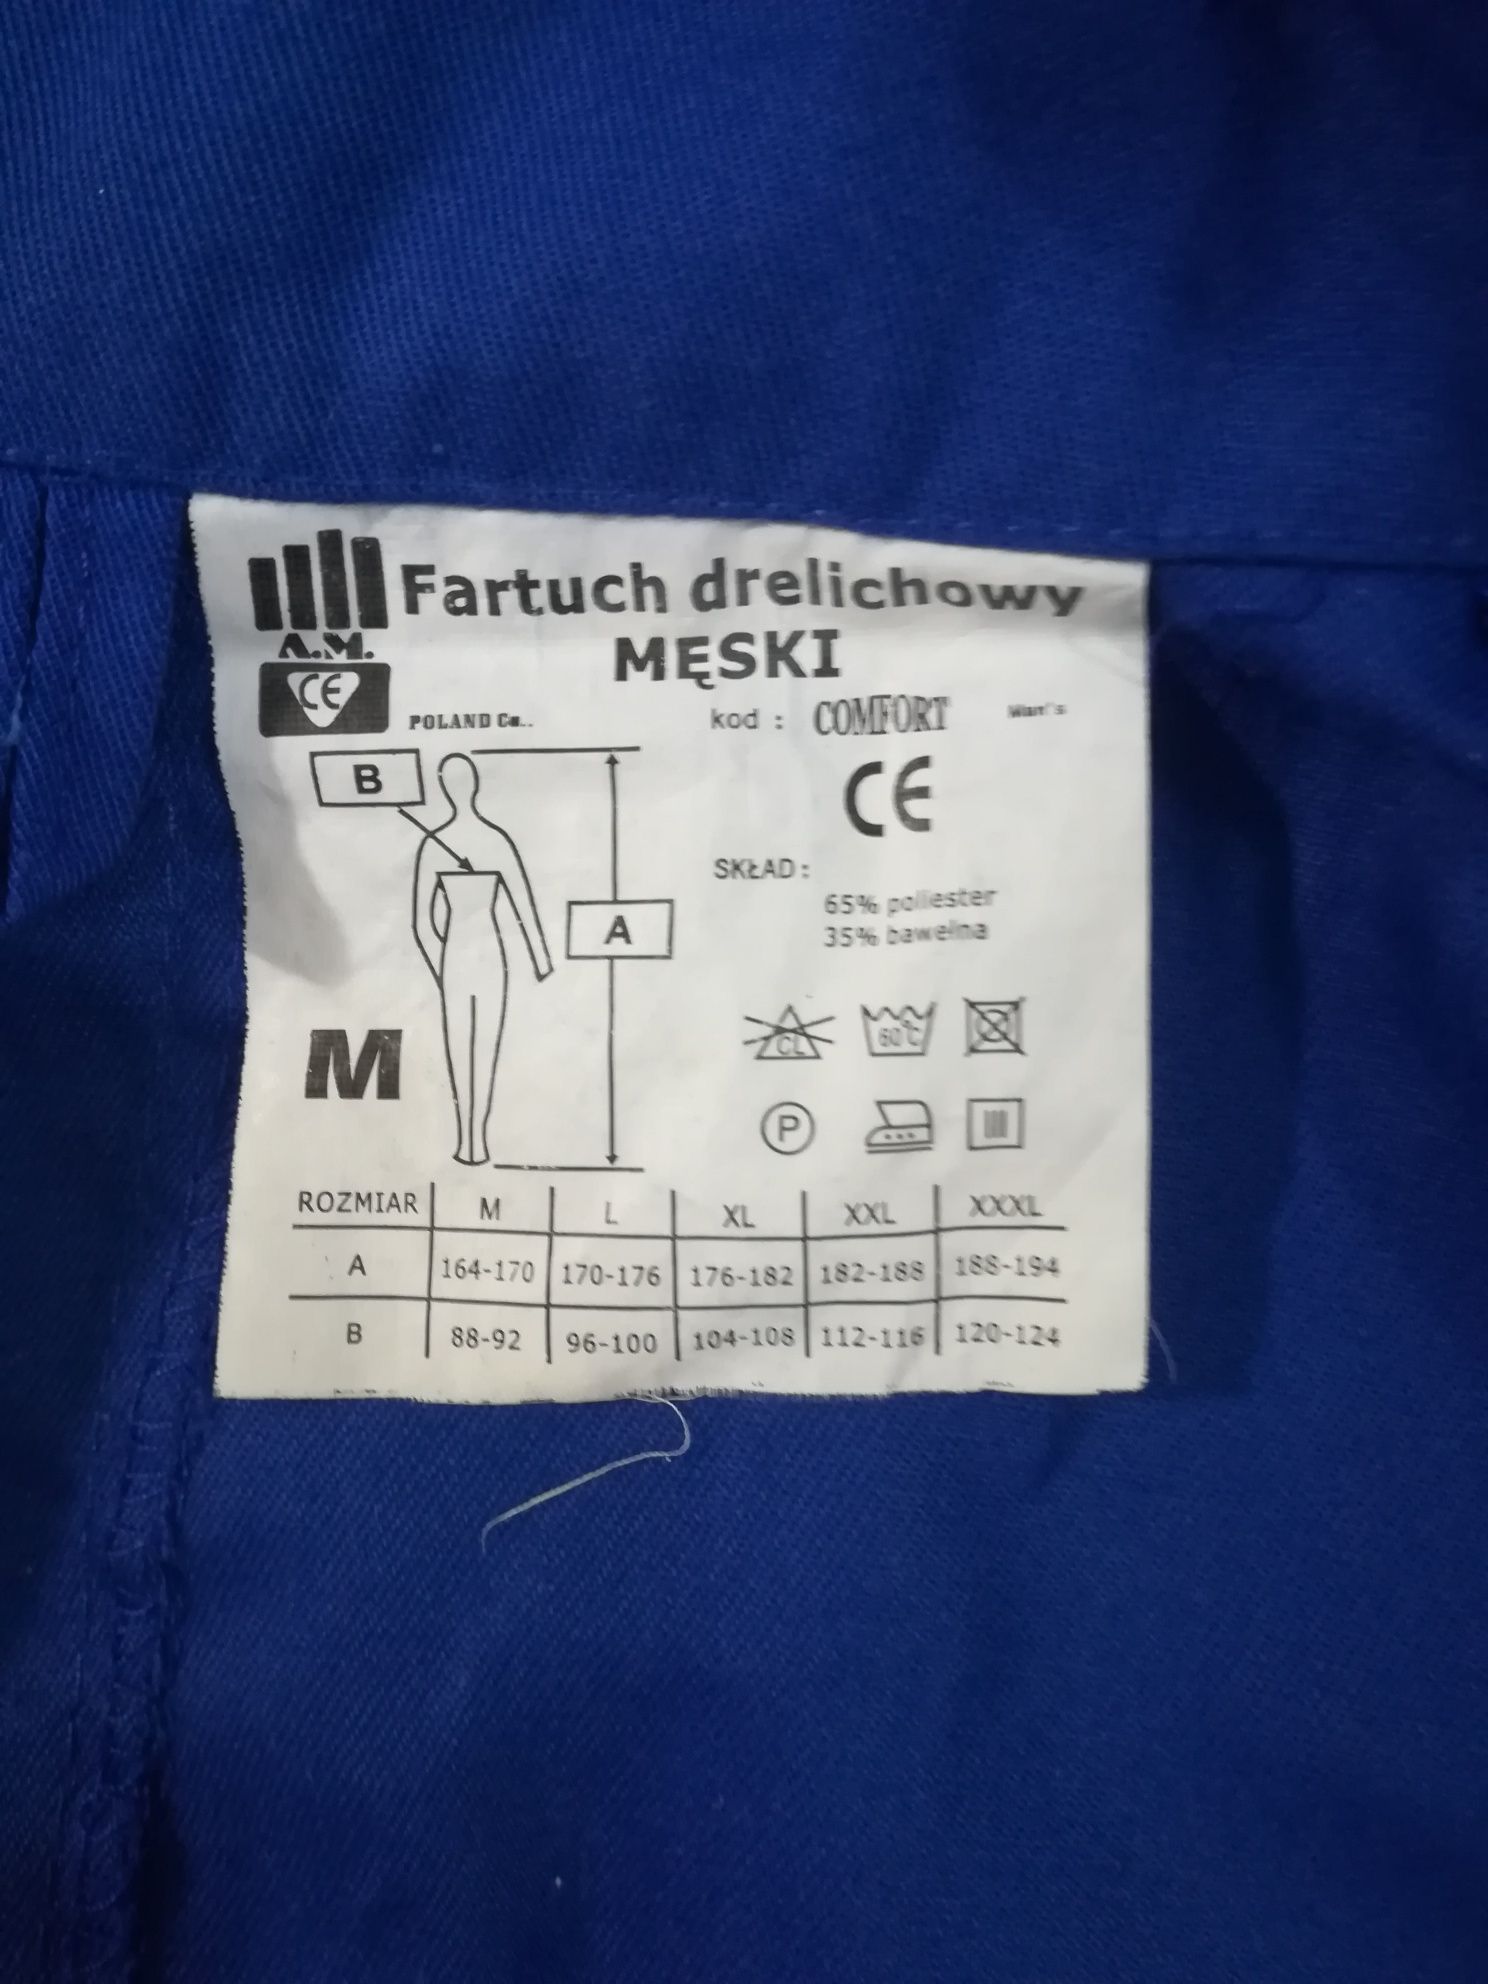 Fartuch drelichowy
MĘSKI
A.M.
CE
POLAND Co..
kod : COMFORT
CE
B
SKŁAD :
65% poliester
35% bawełna
A
CL
60°C
M
P
ROZMIAR M L XL XXL XXXL
A 164-170 170-176 176-182 182-188 188-194
B 88-92 96-100 104-108 112-116 120-124